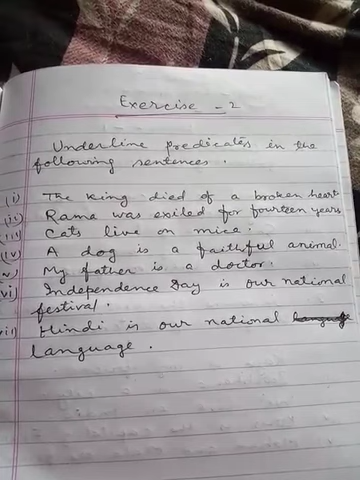 Exercise - 2
Underline predicates in the
following sentences.
(i) The king died of a broken heart.
(ii) Rama was exiled for fourteen years
(iii) Cats live on mice.
(iv) A dog is a faithful animal.
(v) My father is a doctor.
(vi) Independence Day is our national
festival.
(vii) Hindi is our national
language.